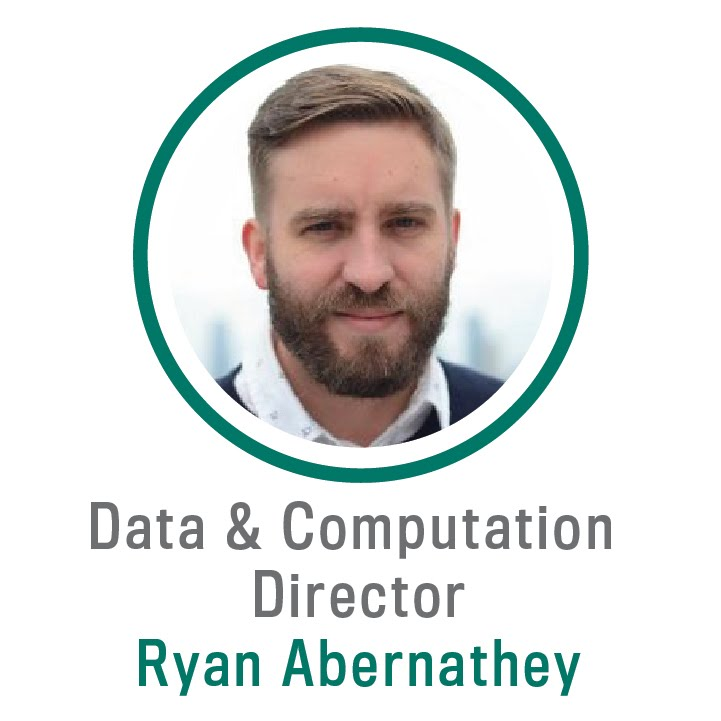 Data & Computation
Director
Ryan Abernathey